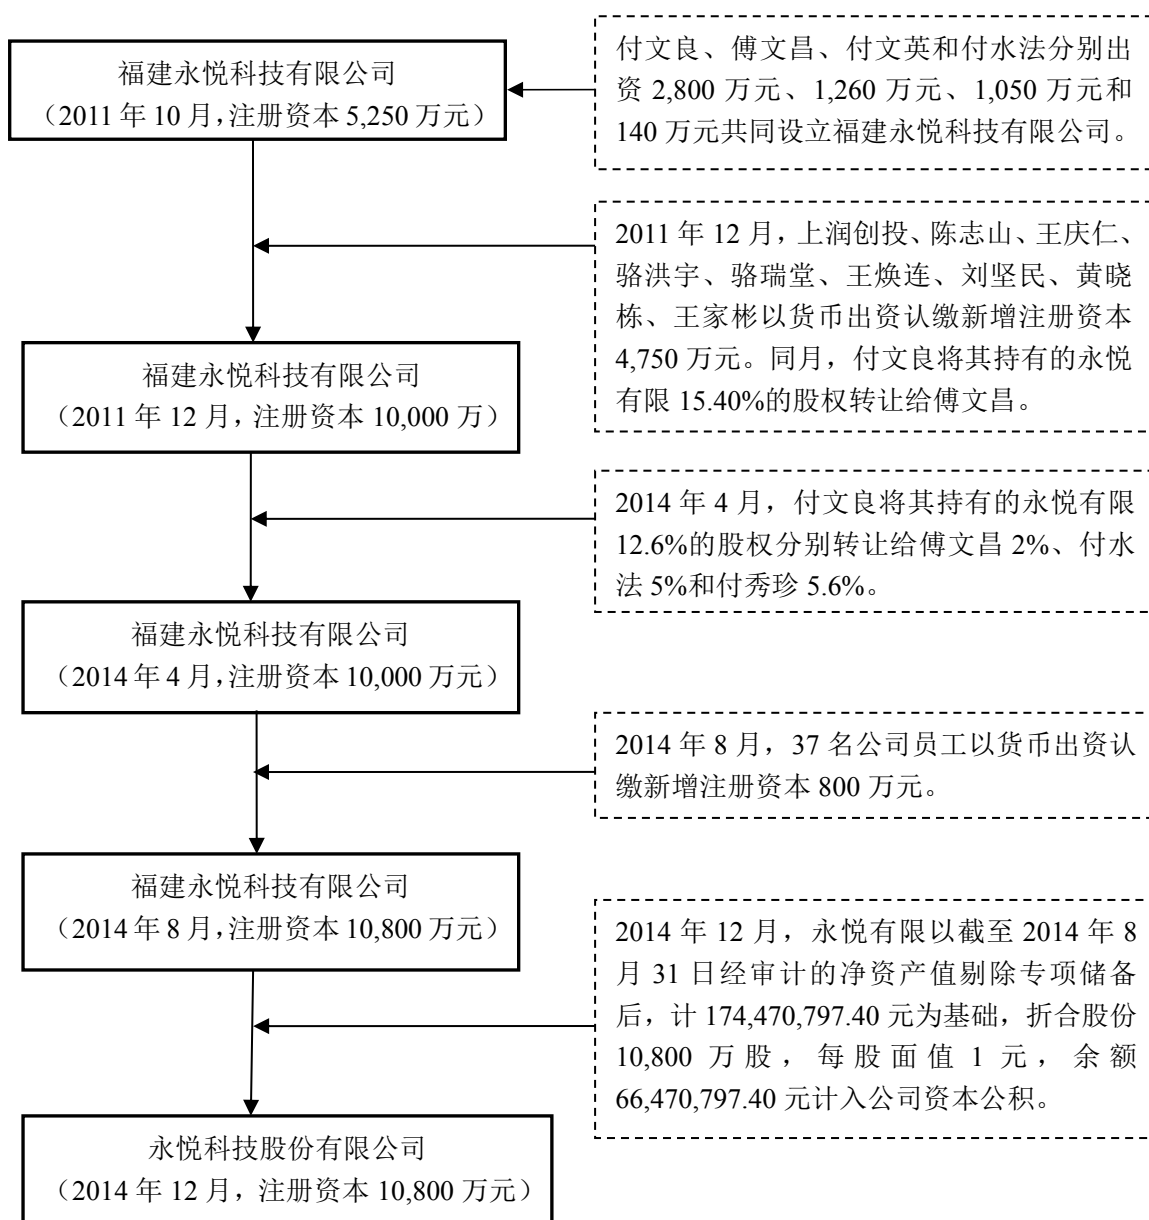 福建永悦科技有限公司
（2011 年 10 月，注册资本 5,250 万元）
付文良、傅文昌、付文英和付水法分别出
资 2,800 万元、1,260 万元、1,050 万元和
140 万元共同设立福建永悦科技有限公司。
2011 年 12 月，上润创投、陈志山、王庆仁、
骆洪宇、骆瑞堂、王焕连、刘坚民、黄晓
栋、王家彬以货币出资认缴新增注册资本
4,750 万元。同月，付文良将其持有的永悦
有限 15.40%的股权转让给傅文昌。
福建永悦科技有限公司
（2011 年 12 月，注册资本 10,000 万）
2014 年 4 月，付文良将其持有的永悦有限
12.6%的股权分别转让给傅文昌 2%、付水
法 5%和付秀珍 5.6%。
福建永悦科技有限公司
（2014 年 4 月，注册资本 10,000 万元）
2014 年 8 月，37 名公司员工以货币出资认
缴新增注册资本 800 万元。
福建永悦科技有限公司
（2014 年 8 月，注册资本 10,800 万元）
2014 年 12 月，永悦有限以截至 2014 年 8
月 31 日经审计的净资产值剔除专项储备
后，计 174,470,797.40 元为基础，折合股份
10,800 万股，每股面值 1 元，余额
66,470,797.40 元计入公司资本公积。
永悦科技股份有限公司
（2014 年 12 月，注册资本 10,800 万元）